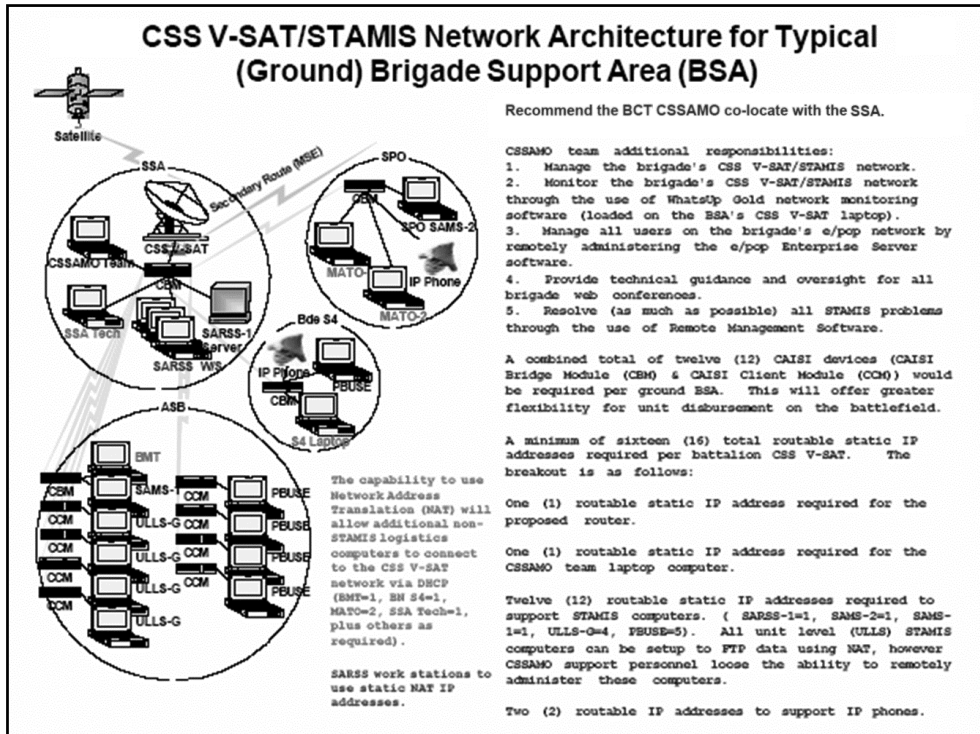 CSS V-SAT/STAMIS Network Architecture for Typical
(Ground) Brigade Support Area (BSA)
Satellite
SSA
Secondary Route (MSE)
CSS V-SAT
CSSAMO Team
CBM
SSA Tech
SARSS W/S
SARSS-1
Server
SPO
CBM
SPO SAMS-2
MATO-
IP Phone
MATO-2
Bde S4
IP Phone
PBUSE
CBM
S4 Laptop
ASB
BMT
CBM
SAMS-1
CCM
ULLS-G
CCM
ULLS-G
CCM
ULLS-G
CCM
ULLS-G
CCM
PBUSE
CCM
PBUSE
CCM
PBUSE
CCM
PBUSE
The capability to use
Network Address
Translation (NAT) will
allow additional non-
STAMIS logistics
computers to connect
to the CSS V-SAT
network via DHCP
(BMT=1, BN S4=1,
MATO=2, SSA Tech=1,
plus others as
required).
SARSS work stations to
use static NAT IP
addresses.
Recommend the BCT CSSAMO co-locate with the SSA.
CSSAMO team additional responsibilities:
1. Manage the brigade's CSS V-SAT/STAMIS network.
2. Monitor the brigade's CSS V-SAT/STAMIS network
through the use of WhatsUp Gold network monitoring
software (loaded on the BSA's CSS V-SAT laptop).
3. Manage all users on the brigade's e/pop network by
remotely administering the e/pop Enterprise Server
software.
4. Provide technical guidance and oversight for all
brigade web conferences.
5. Resolve (as much as possible) all STAMIS problems
through the use of Remote Management Software.
A combined total of twelve (12) CAISI devices (CAISI
Bridge Module (CBM) & CAISI Client Module (CCM)) would
be required per ground BSA. This will offer greater
flexibility for unit disbursement on the battlefield.
A minimum of sixteen (16) total routable static IP
addresses required per battalion CSS V-SAT. The
breakout is as follows:
One (1) routable static IP address required for the
proposed router.
One (1) routable static IP address required for the
CSSAMO team laptop computer.
Twelve (12) routable static IP addresses required to
support STAMIS computers. ( SARSS-1=1, SAMS-2=1, SAMS-
1=1, ULLS-G=4, PBUSE=5). All unit level (ULLS) STAMIS
computers can be setup to FTP data using NAT, however
CSSAMO support personnel loose the ability to remotely
administer these computers.
Two (2) routable IP addresses to support IP phones.